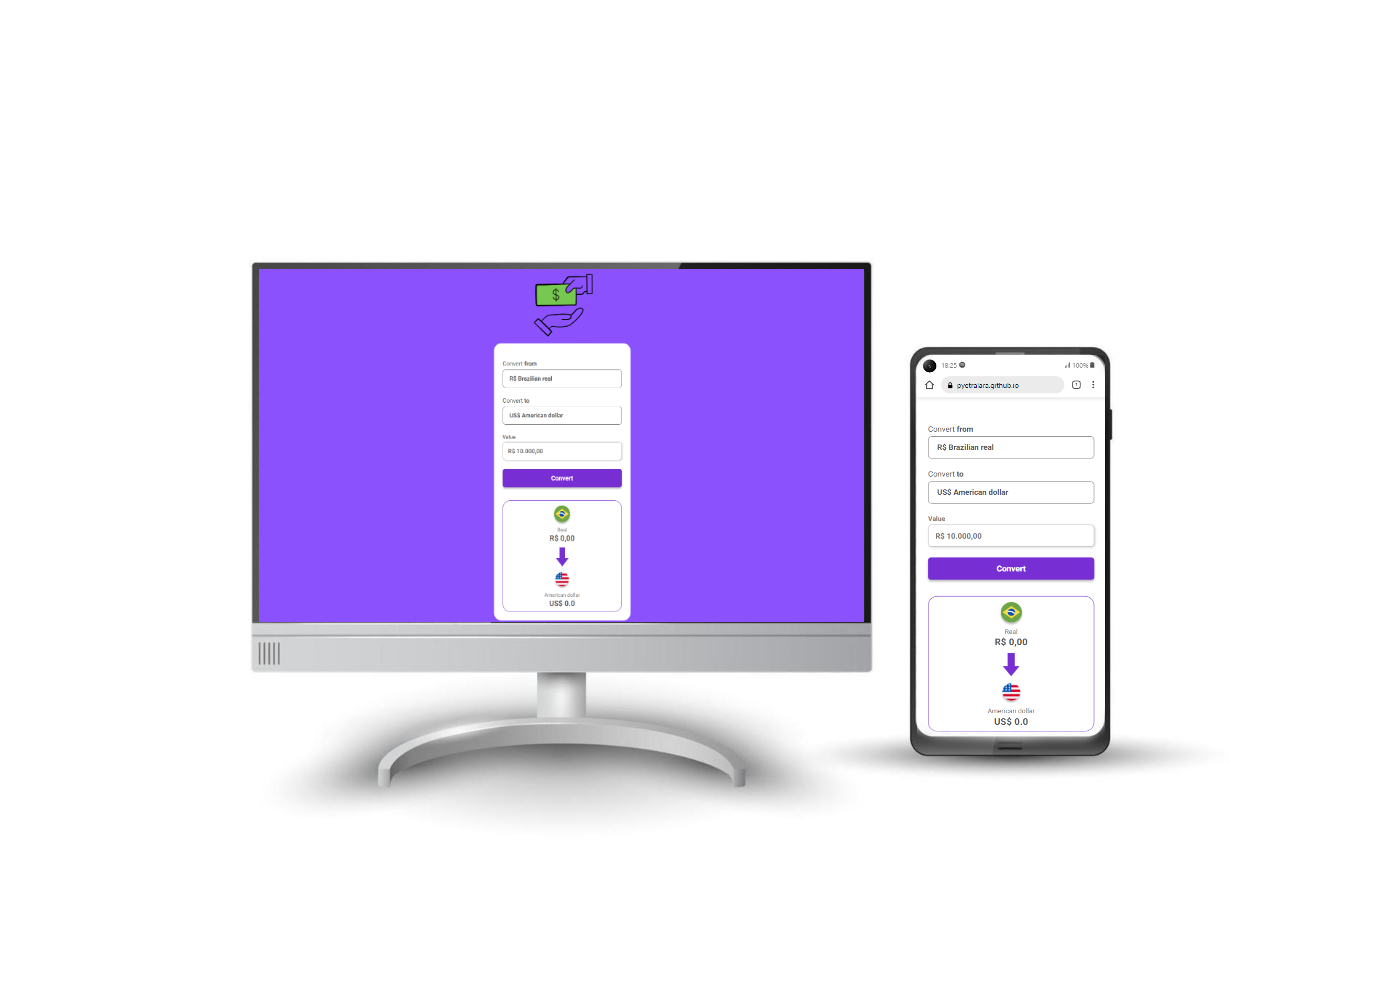 $
Convert from
R$ Brazilian real
Convert to
US$ American dollar
Value
R$ 10.000,00
Convert
Real
R$ 0,00
American dollar
US$ 0.0
18:25
100%
pyetralara.github.io
1
Convert from
R$ Brazilian real
Convert to
US$ American dollar
Value
R$ 10.000,00
Convert
Real
R$ 0,00
American dollar
US$ 0.0